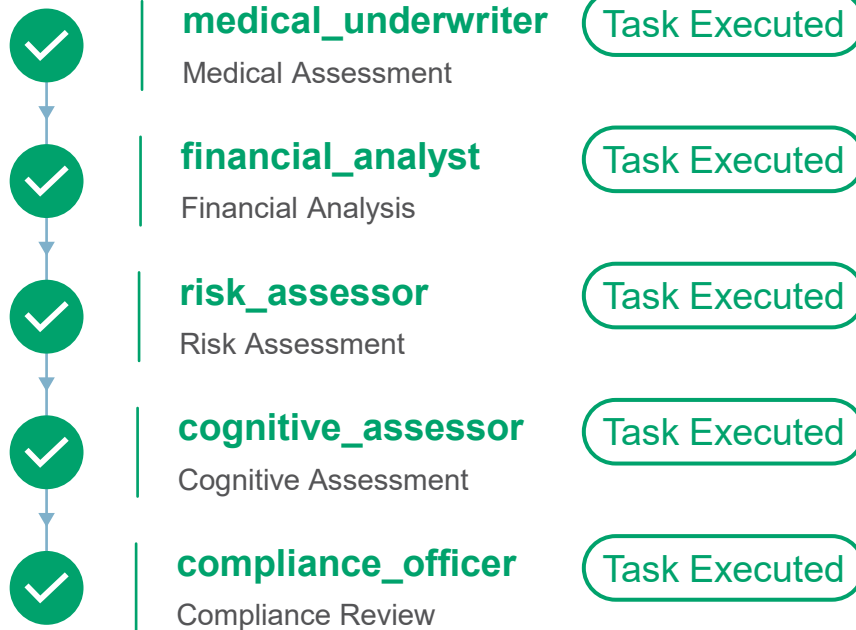 medical_underwriter Task Executed
Medical Assessment
financial_analyst Task Executed
Financial Analysis
risk_assessor Task Executed
Risk Assessment
cognitive_assessor Task Executed
Cognitive Assessment
compliance_officer Task Executed
Compliance Review